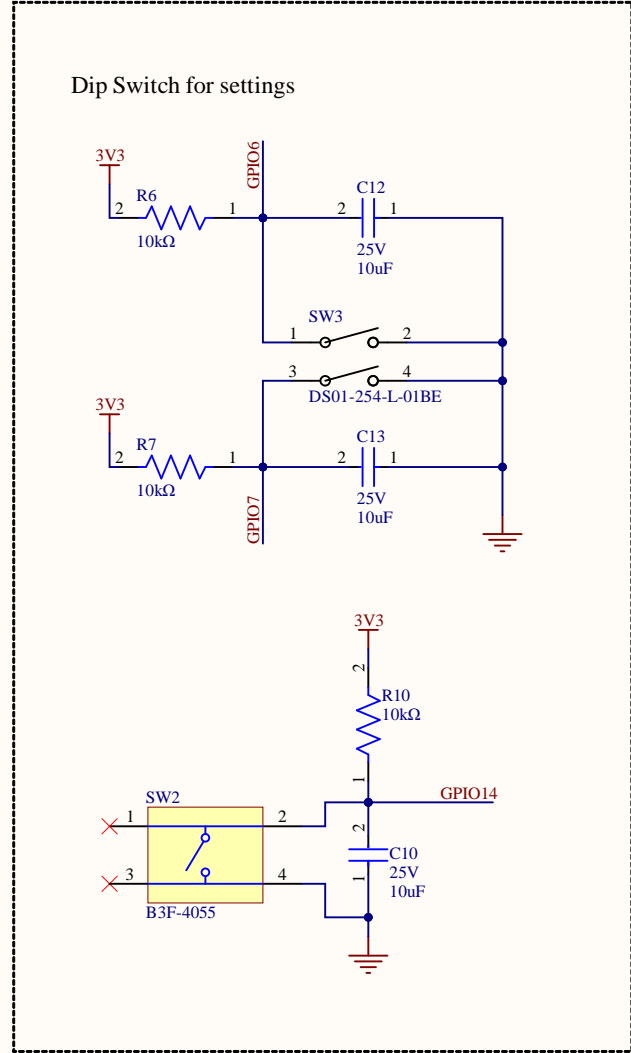 Dip Switch for settings
3V3
GPIO6
R6
2
1
10kΩ
C12
2
1
25V
10uF
SW3
1
2
3
4
DS01-254-L-01BE
3V3
R7
2
1
10kΩ
C13
2
1
25V
10uF
GPIO7
3V3
2
R10
10kΩ
1
GPIO14
SW2
1
2
3
4
B3F-4055
2
C10
25V
10uF
1